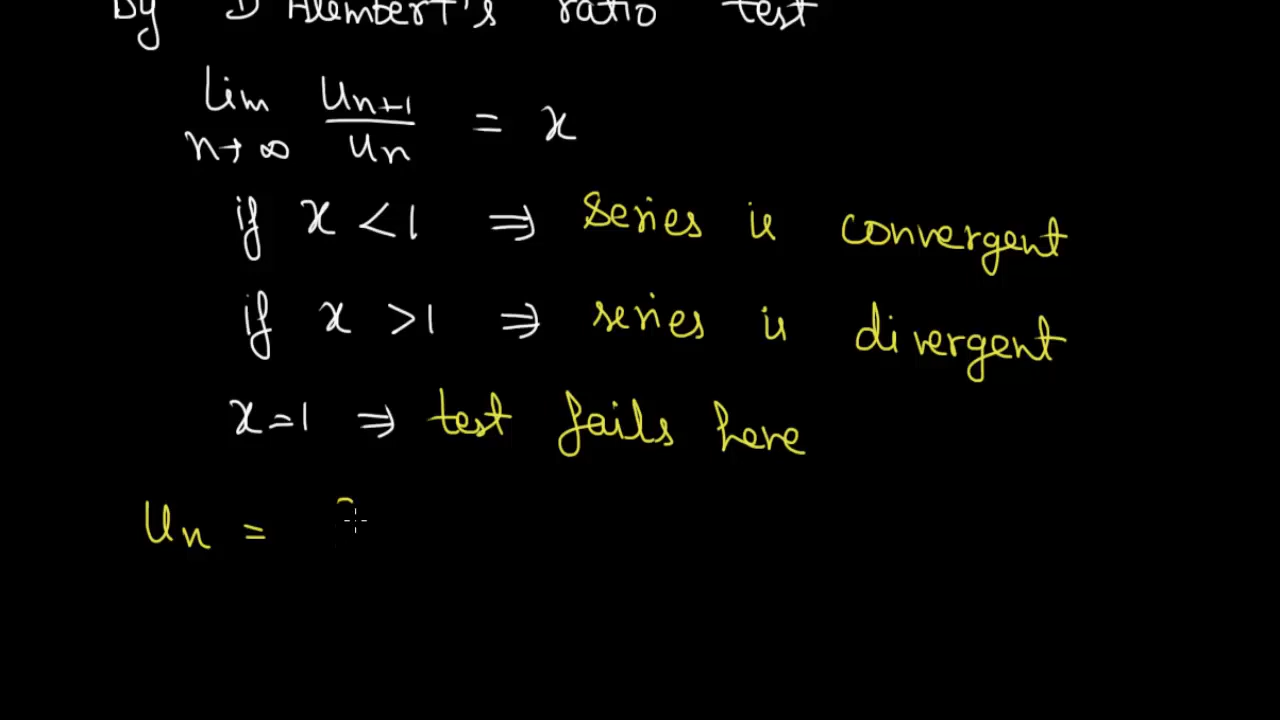 By D'Alembert's ratio test
lim n→∞ Un+1/Un = x
if x < 1 ⇒ series is convergent
if x > 1 ⇒ series is divergent
x = 1 ⇒ test fails here
Un =